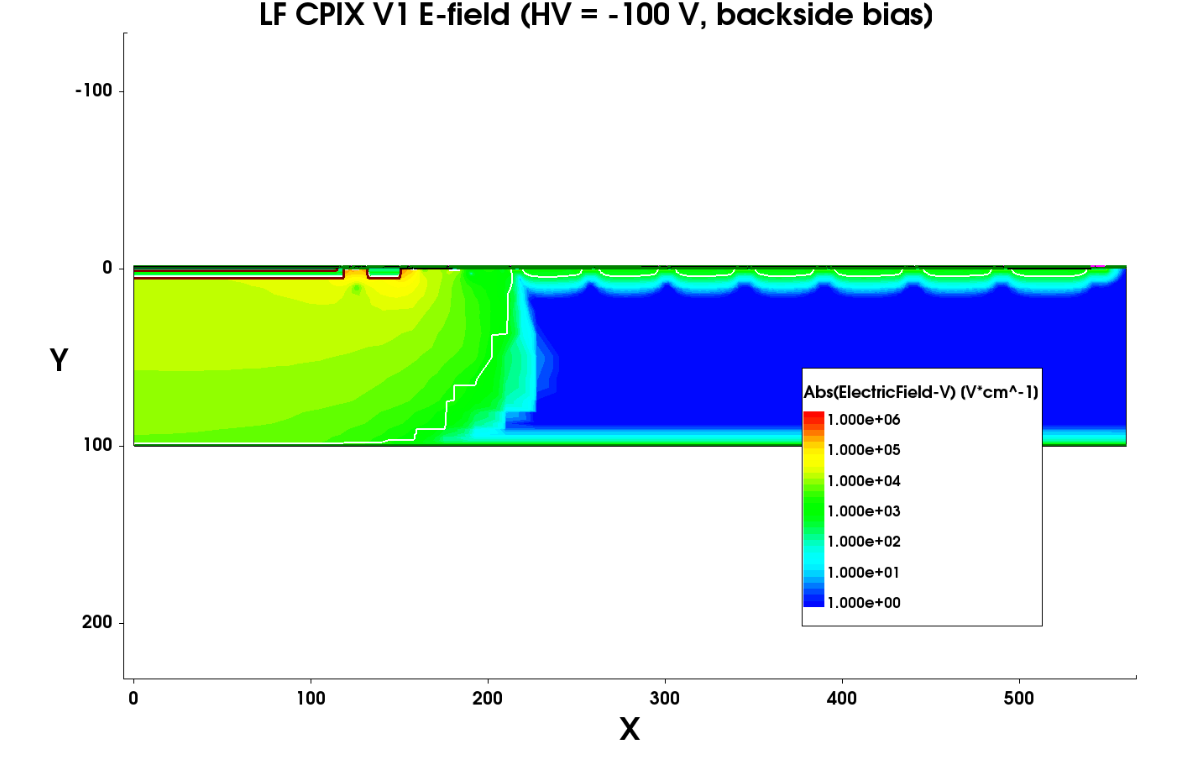 LF CPIX V1 E-field (HV = -100 V, backside bias)
-100
0
100
200
Y
Abs(ElectricField-V) (V*cm^-1)
1.000e+06
1.000e+05
1.000e+04
1.000e+03
1.000e+02
1.000e+01
1.000e+00
0 100 200 300 400 500
X